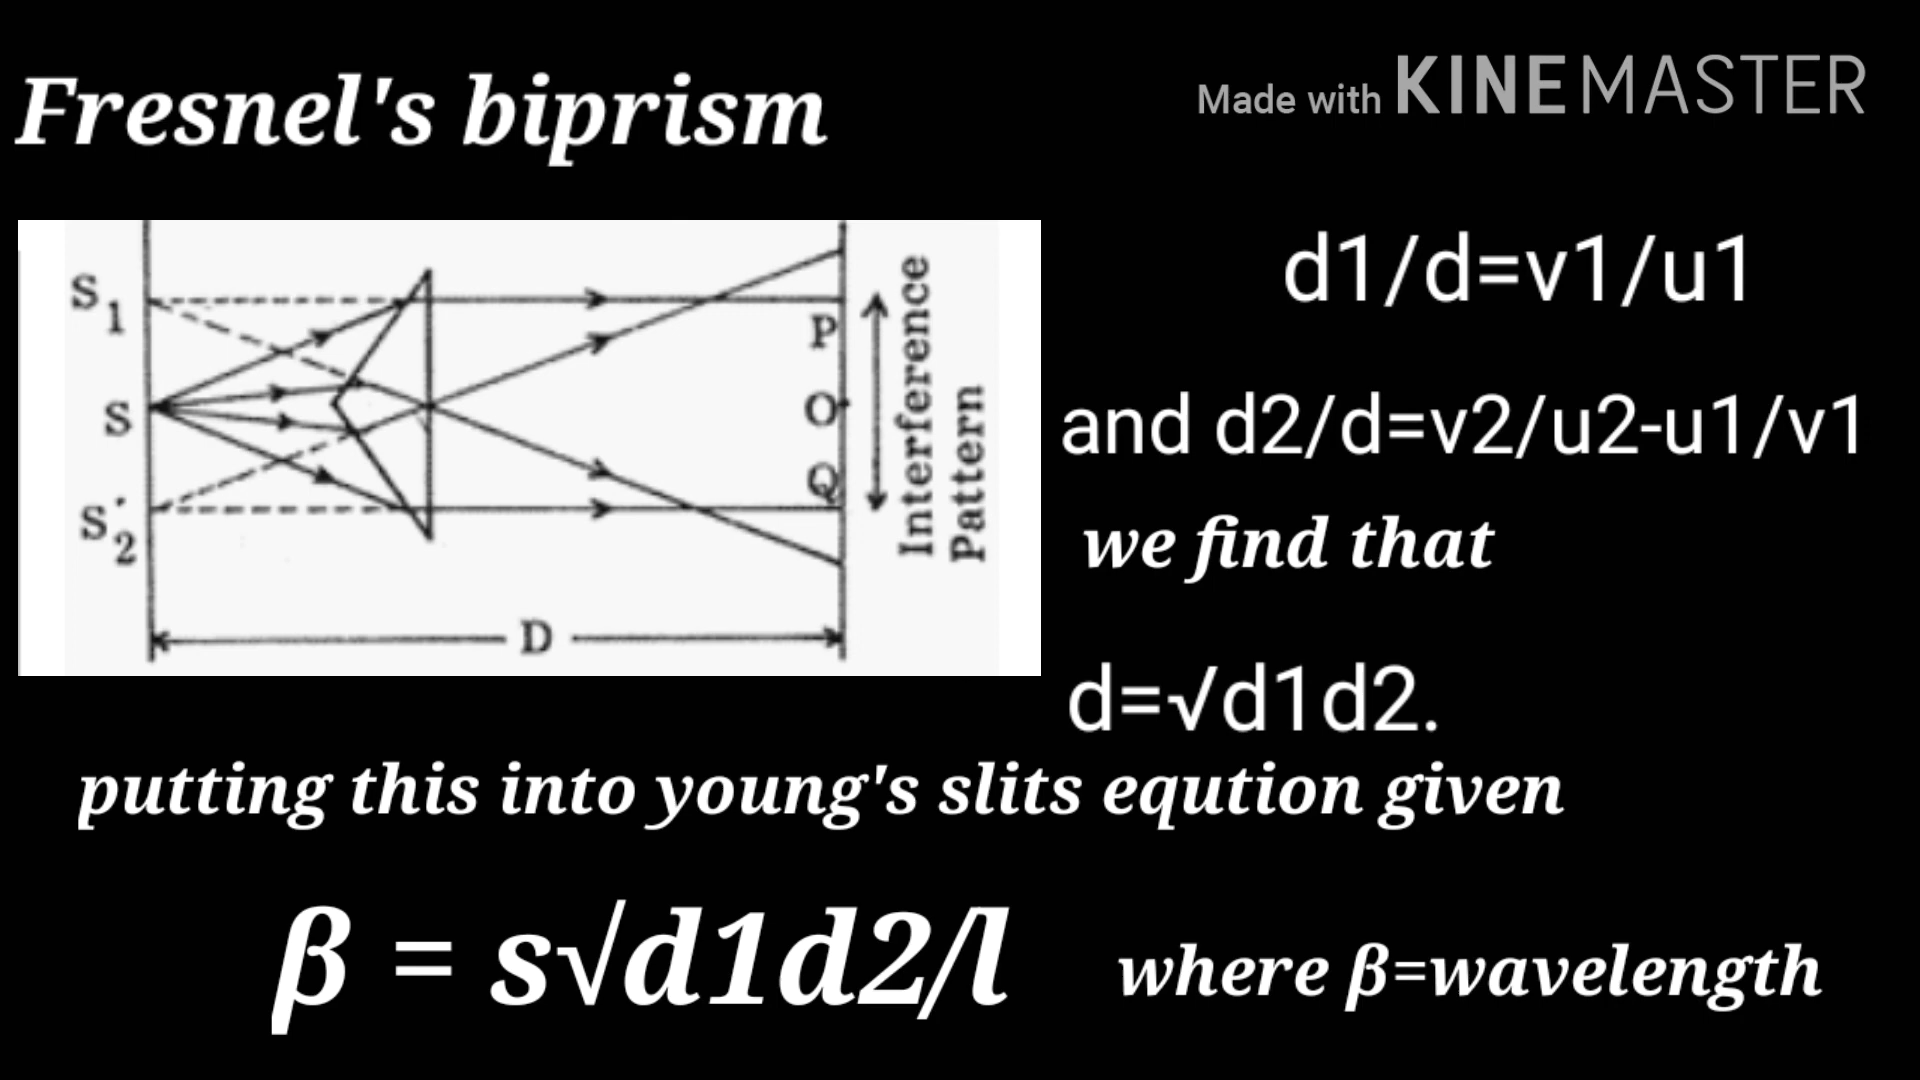 Fresnel's biprism
Made with KINEMASTER
S1
S
S2
P
O
Q
Interference
Pattern
D
d1/d=v1/u1
and d2/d=v2/u2-u1/v1
we find that
d=√d1d2.
putting this into young's slits eqution given
β = s√d1d2/l
where β=wavelength